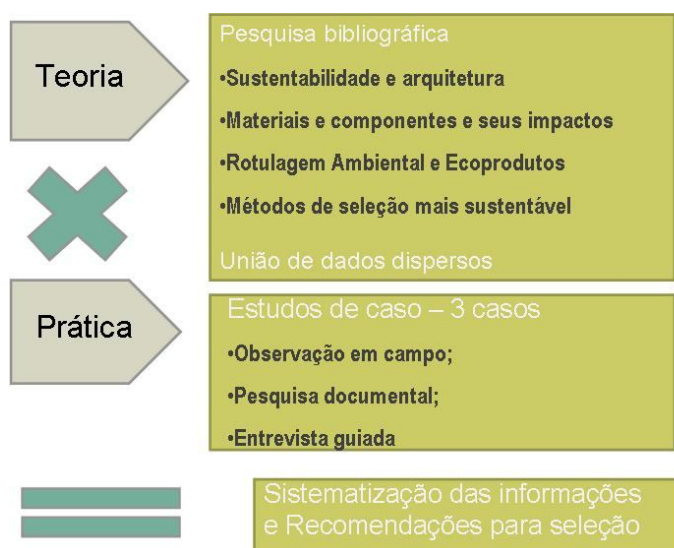 Teoria
Pesquisa bibliográfica
•Sustentabilidade e arquitetura
•Materiais e componentes e seus impactos
•Rotulagem Ambiental e Ecoprodutos
•Métodos de seleção mais sustentável
União de dados dispersos
Prática
Estudos de caso – 3 casos
•Observação em campo;
•Pesquisa documental;
•Entrevista guiada
Sistematização das informações
e Recomendações para seleção